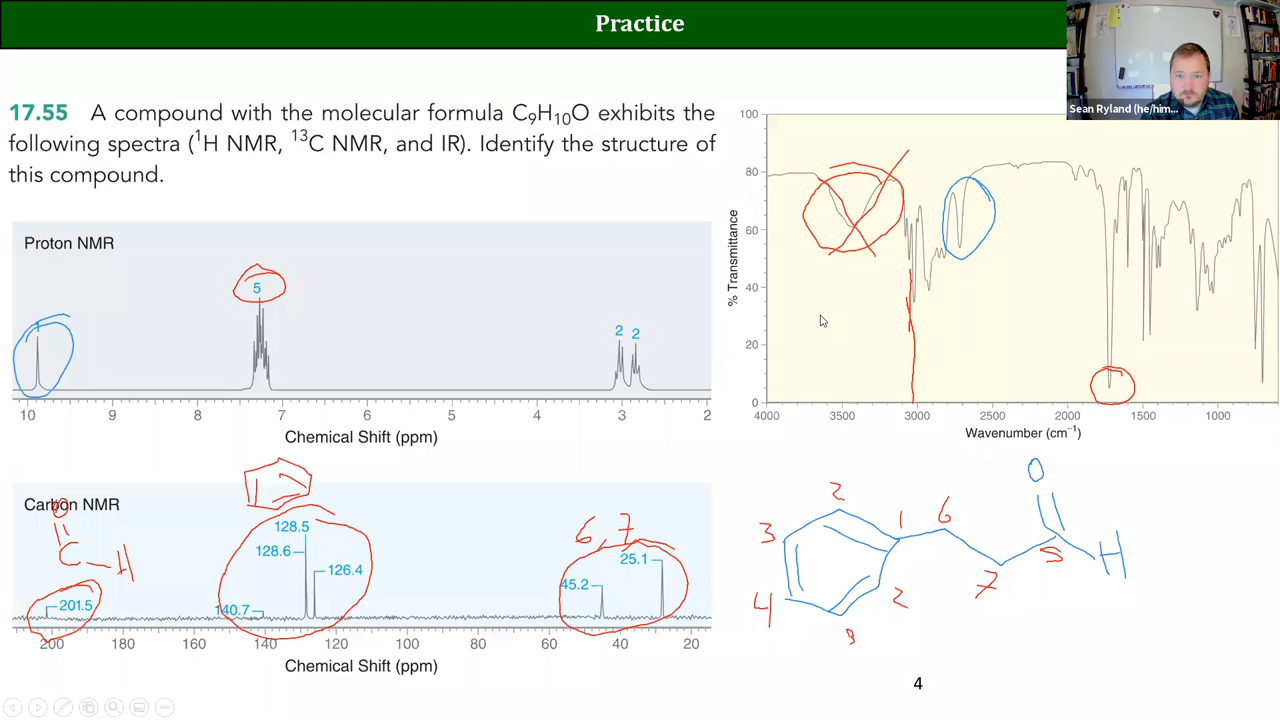 Practice
Sean Ryland (he/him...
17.55 A compound with the molecular formula C₉H₁₀O exhibits the
following spectra (¹H NMR, ¹³C NMR, and IR). Identify the structure of
this compound.
Proton NMR
5
1
2 2
10 9 8 7 6 5 4 3 2
Chemical Shift (ppm)
100
80
60
40
20
0
% Transmittance
4000 3500 3000 2500 2000 1500 1000
Wavenumber (cm⁻¹)
Carbon NMR
O
C
H
201.5
140.7
128.5
128.6
126.4
6, 7
45.2
25.1
200 180 160 140 120 100 80 60 40 20
Chemical Shift (ppm)
O
H
2
3
1
6
4
2
7
5
3
4